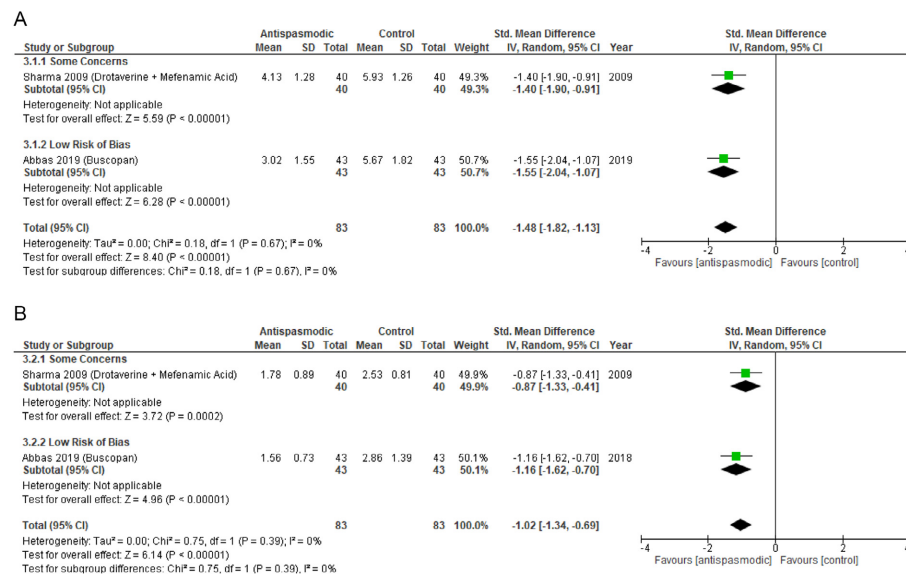 A
Antispasmodic Control Std. Mean Difference Std. Mean Difference
Study or Subgroup Mean SD Total Mean SD Total Weight IV, Random, 95% CI Year IV, Random, 95% CI
3.1.1 Some Concerns
Sharma 2009 (Drotaverine + Mefenamic Acid) 4.13 1.28 40 5.93 1.26 40 49.3% -1.40 [-1.90, -0.91] 2009
Subtotal (95% CI) 40 40 49.3% -1.40 [-1.90, -0.91]
Heterogeneity: Not applicable
Test for overall effect: Z = 5.59 (P < 0.00001)
3.1.2 Low Risk of Bias
Abbas 2019 (Buscopan) 3.02 1.55 43 5.67 1.82 43 50.7% -1.55 [-2.04, -1.07] 2019
Subtotal (95% CI) 43 43 50.7% -1.55 [-2.04, -1.07]
Heterogeneity: Not applicable
Test for overall effect: Z = 6.28 (P < 0.00001)
Total (95% CI) 83 83 100.0% -1.48 [-1.82, -1.13]
Heterogeneity: Tau² = 0.00; Chi² = 0.18, df = 1 (P = 0.67); I² = 0%
Test for overall effect: Z = 8.40 (P < 0.00001)
Test for subgroup differences: Chi² = 0.18, df = 1 (P = 0.67), I² = 0%
-4 -2 0 2 4
Favours [antispasmodic] Favours [control]
B
Antispasmodic Control Std. Mean Difference Std. Mean Difference
Study or Subgroup Mean SD Total Mean SD Total Weight IV, Random, 95% CI Year IV, Random, 95% CI
3.2.1 Some Concerns
Sharma 2009 (Drotaverine + Mefenamic Acid) 1.78 0.89 40 2.53 0.81 40 49.9% -0.87 [-1.33, -0.41] 2009
Subtotal (95% CI) 40 40 49.9% -0.87 [-1.33, -0.41]
Heterogeneity: Not applicable
Test for overall effect: Z = 3.72 (P = 0.0002)
3.2.2 Low Risk of Bias
Abbas 2019 (Buscopan) 1.56 0.73 43 2.86 1.39 43 50.1% -1.16 [-1.62, -0.70] 2018
Subtotal (95% CI) 43 43 50.1% -1.16 [-1.62, -0.70]
Heterogeneity: Not applicable
Test for overall effect: Z = 4.96 (P < 0.00001)
Total (95% CI) 83 83 100.0% -1.02 [-1.34, -0.69]
Heterogeneity: Tau² = 0.00; Chi² = 0.75, df = 1 (P = 0.39); I² = 0%
Test for overall effect: Z = 6.14 (P < 0.00001)
Test for subgroup differences: Chi² = 0.75, df = 1 (P = 0.39), I² = 0%
-4 -2 0 2 4
Favours [antispasmodic] Favours [control]